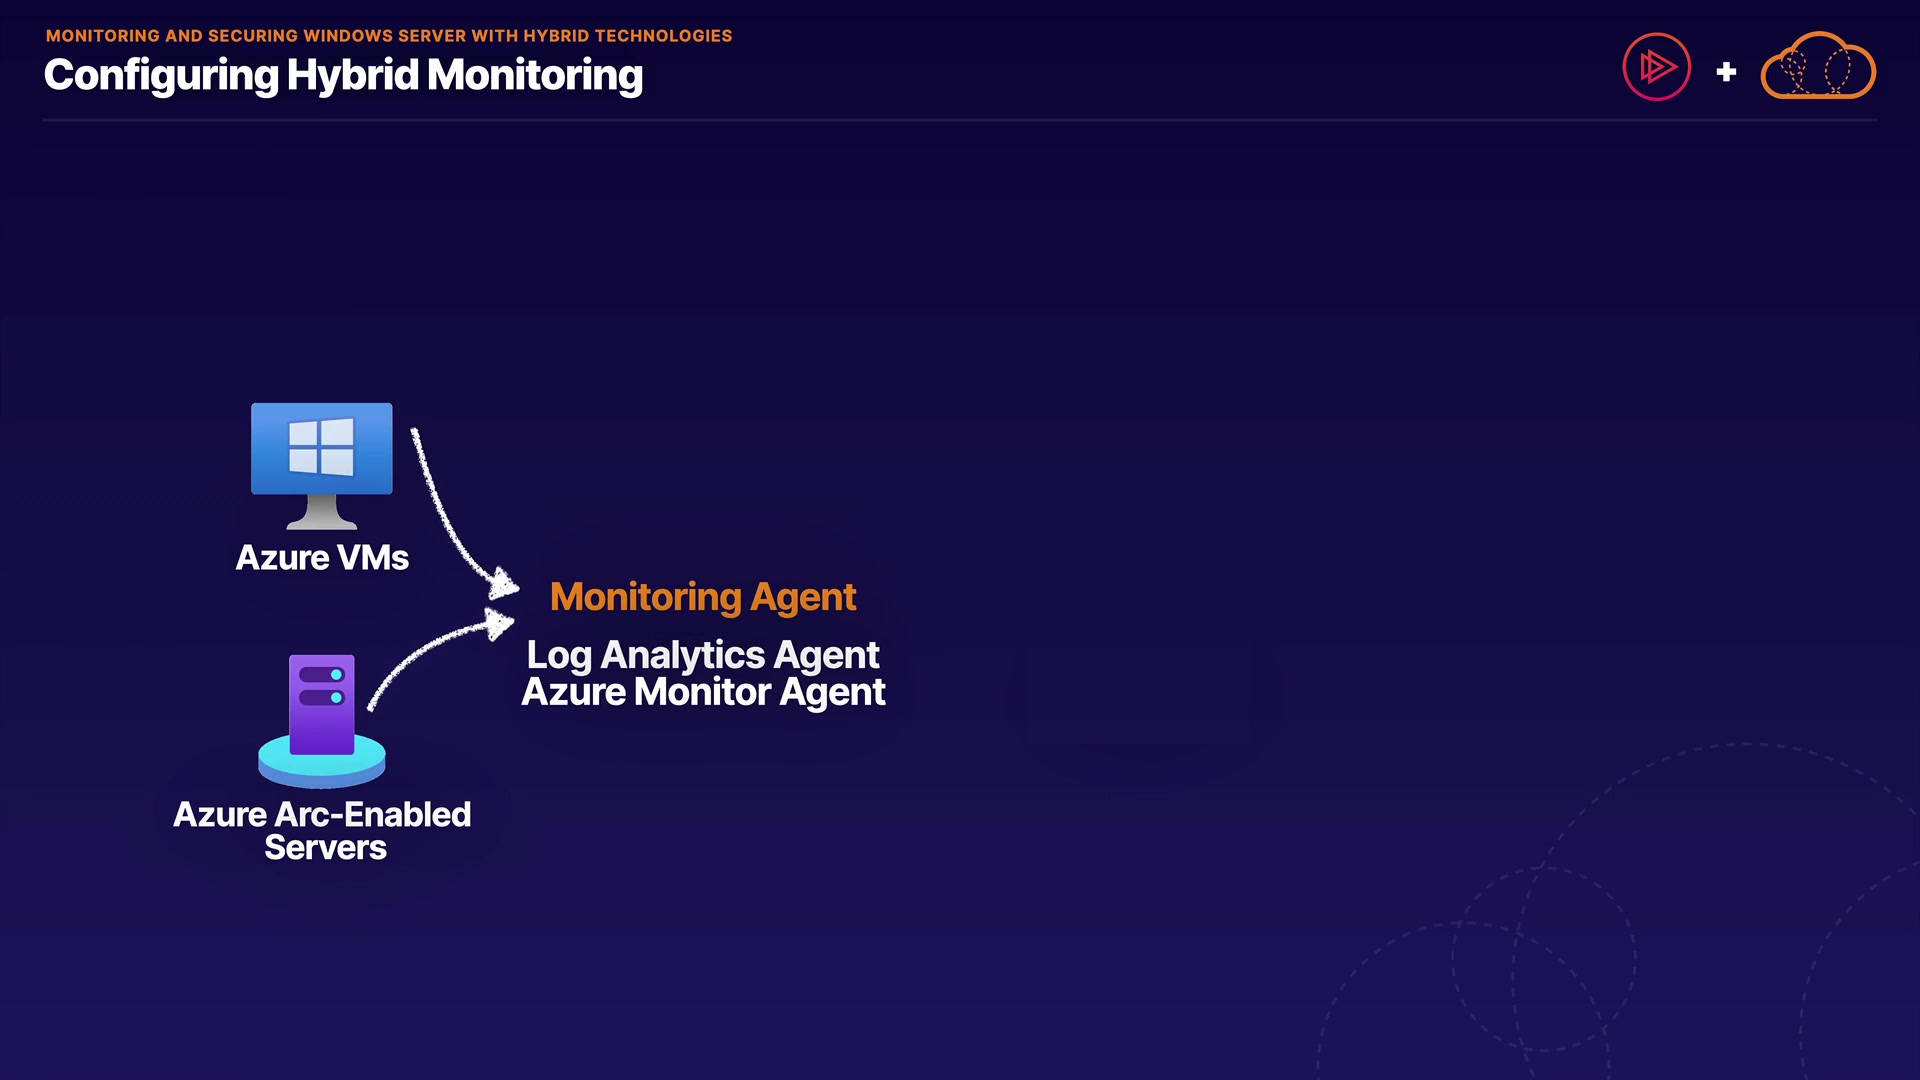 MONITORING AND SECURING WINDOWS SERVER WITH HYBRID TECHNOLOGIES
Configuring Hybrid Monitoring
Azure VMs
Monitoring Agent
Log Analytics Agent
Azure Monitor Agent
Azure Arc-Enabled
Servers